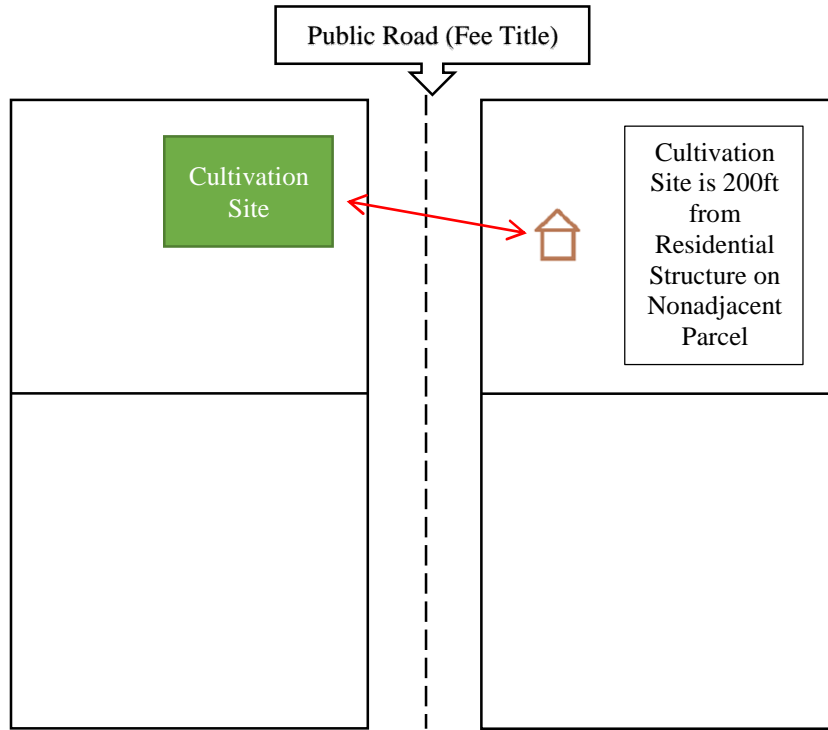 Public Road (Fee Title)
Cultivation
Site
Cultivation
Site is 200ft
from
Residential
Structure on
Nonadjacent
Parcel